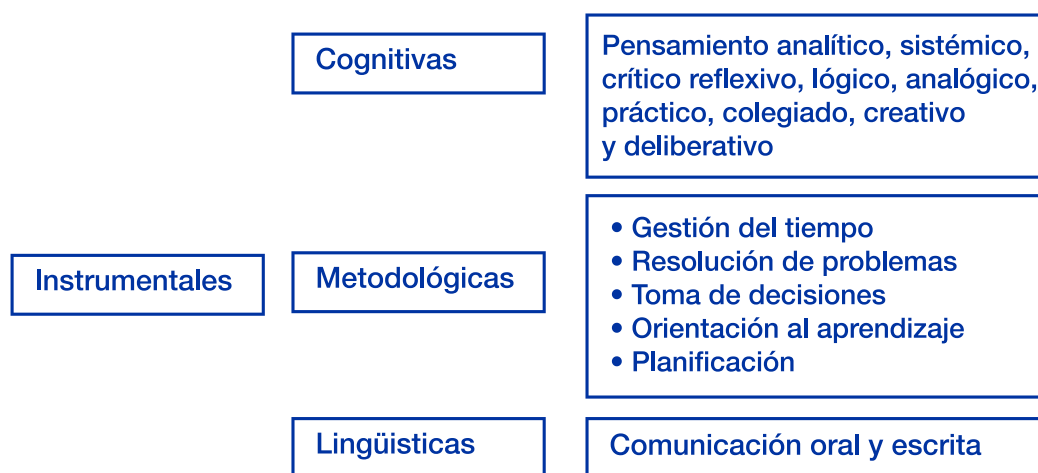 Cognitivas
Pensamiento analítico, sistémico,
crítico reflexivo, lógico, analógico,
práctico, colegiado, creativo
y deliberativo
Instrumentales
Metodológicas
• Gestión del tiempo
• Resolución de problemas
• Toma de decisiones
• Orientación al aprendizaje
• Planificación
Lingüisticas
Comunicación oral y escrita